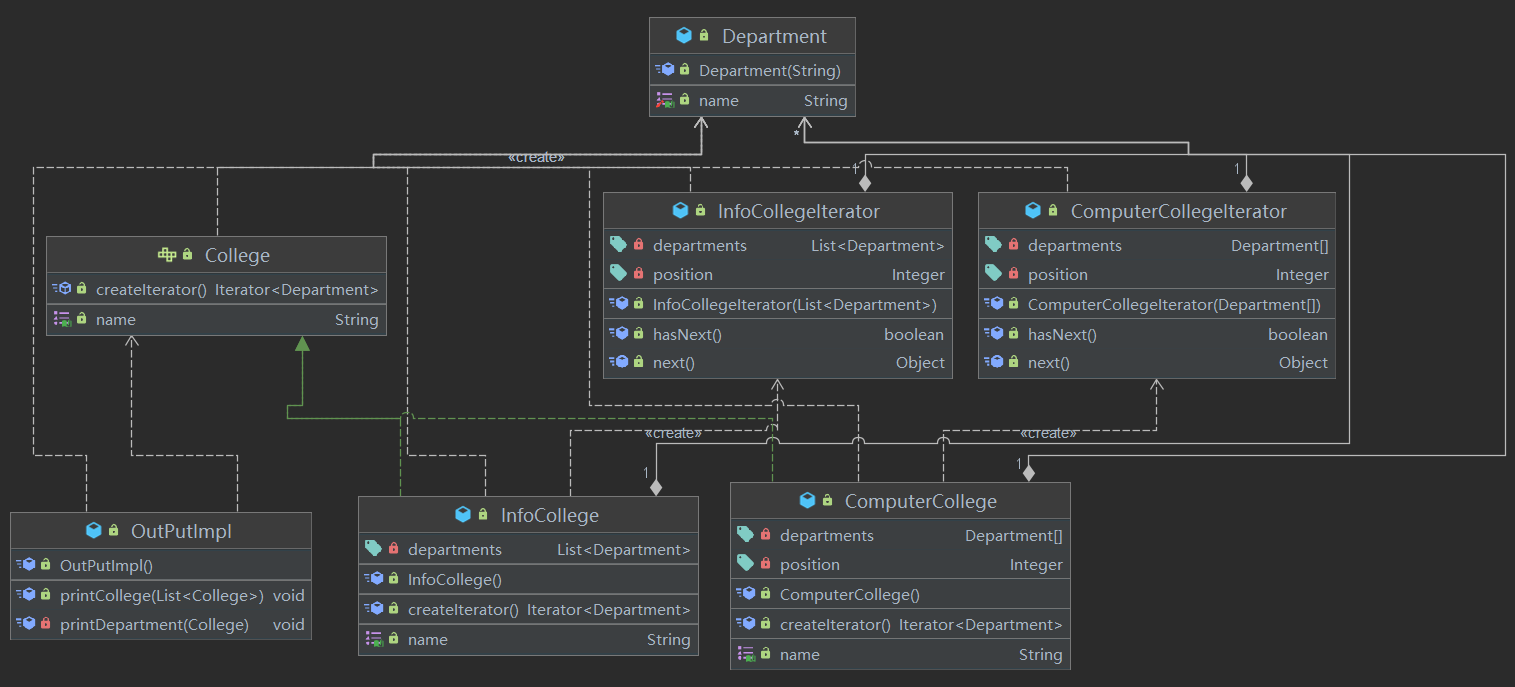 Department
Department(String)
name String
*
«create»
1
1
InfoCollegeIterator
departments List<Department>
position Integer
InfoCollegeIterator(List<Department>)
hasNext() boolean
next() Object
ComputerCollegeIterator
departments Department[]
position Integer
ComputerCollegeIterator(Department[])
hasNext() boolean
next() Object
College
createIterator() Iterator<Department>
name String
«create»
«create»
1
1
OutPutImpl
OutPutImpl()
printCollege(List<College>) void
printDepartment(College) void
InfoCollege
departments List<Department>
InfoCollege()
createIterator() Iterator<Department>
name String
ComputerCollege
departments Department[]
position Integer
ComputerCollege()
createIterator() Iterator<Department>
name String